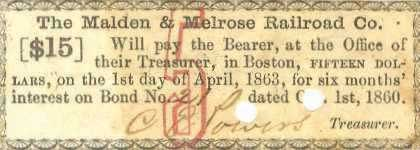 The Malden & Melrose Railroad Co.
[$15] Will pay the Bearer, at the Office of
their Treasurer, in Boston, FIFTEEN DOL-
LARS, on the 1st day of April, 1863, for six months'
interest on Bond No. dated 1st, 1860.
Powers Treasurer.